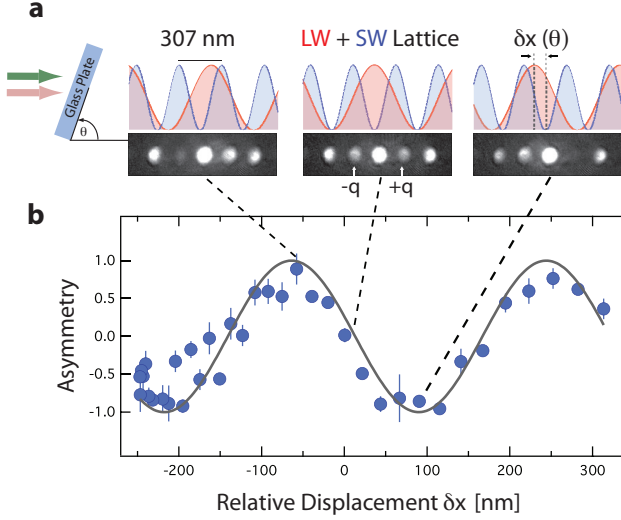 a
307 nm
LW + SW Lattice
δx (θ)
Glass Plate
θ
-q
+q
b
Asymmetry
1.0
0.5
0.0
-0.5
-1.0
-200
-100
0
100
200
300
Relative Displacement δx [nm]